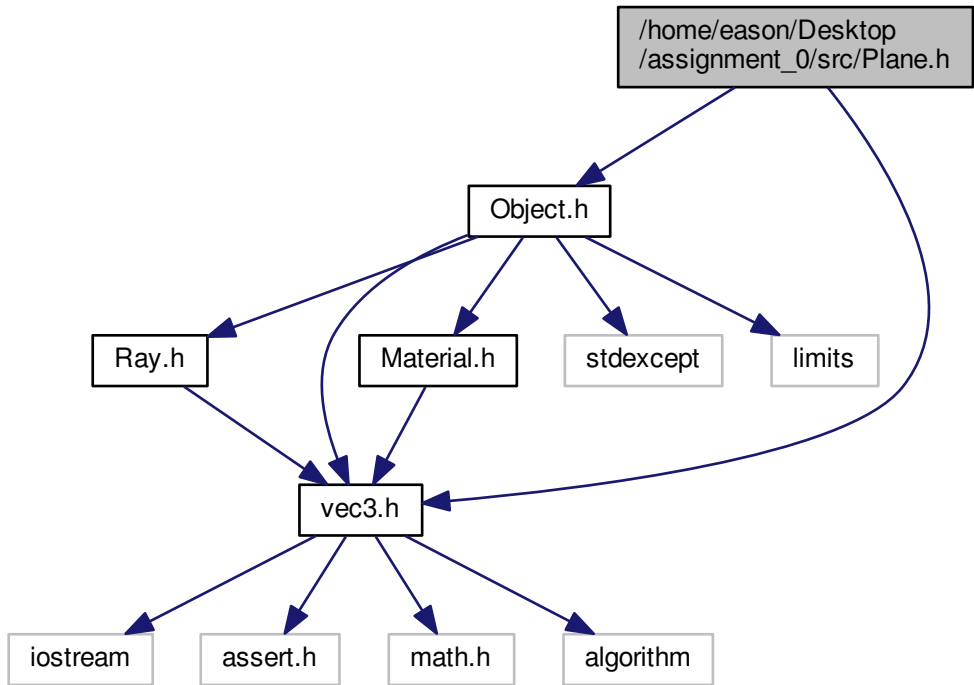 /home/eason/Desktop
/assignment_0/src/Plane.h
Object.h
Ray.h
Material.h
stdexcept
limits
vec3.h
iostream
assert.h
math.h
algorithm